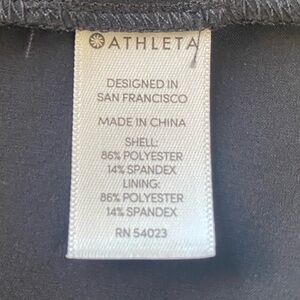 ATHLETA
DESIGNED IN
SAN FRANCISCO
MADE IN CHINA
SHELL:
86% POLYESTER
14% SPANDEX
LINING:
86% POLYESTER
14% SPANDEX
RN 54023